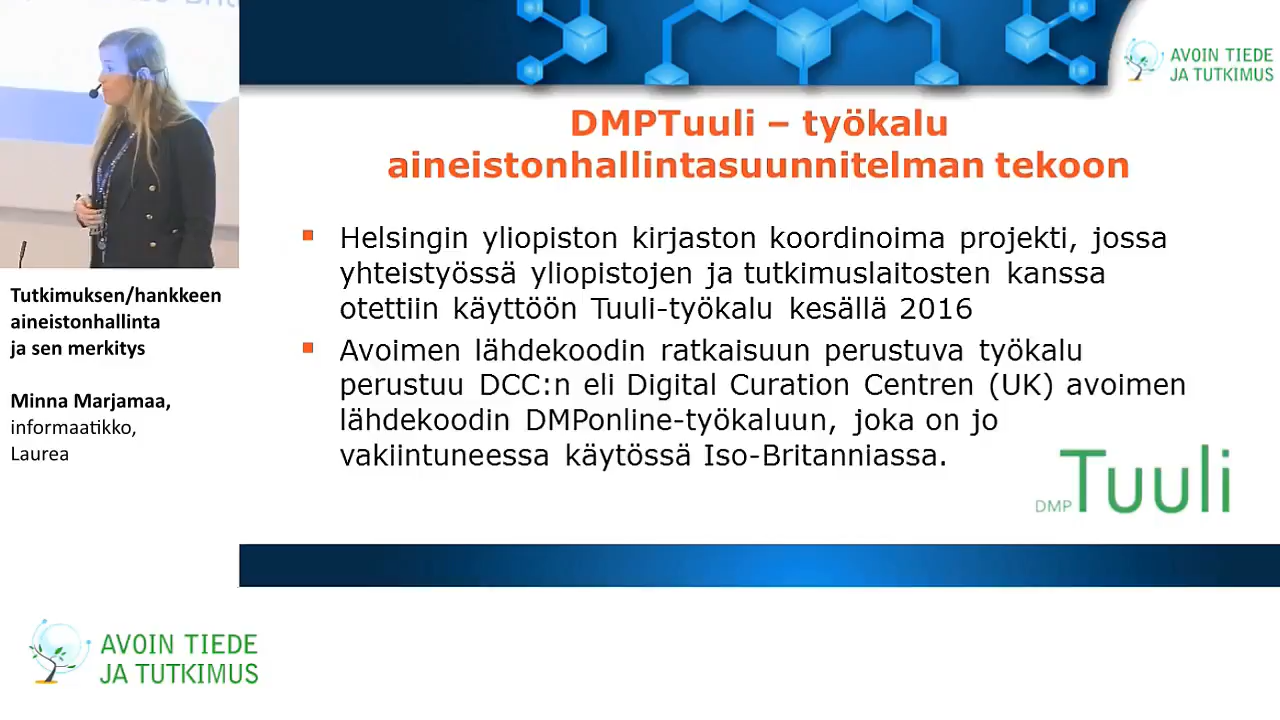 AVOIN TIEDE
JA TUTKIMUS
DMPTuuli – työkalu
aineistonhallintasuunnitelman tekoon
Helsingin yliopiston kirjaston koordinoima projekti, jossa
yhteistyössä yliopistojen ja tutkimuslaitosten kanssa
otettiin käyttöön Tuuli-työkalu kesällä 2016
Avoimen lähdekoodin ratkaisuun perustuva työkalu
perustuu DCC:n eli Digital Curation Centren (UK) avoimen
lähdekoodin DMPonline-työkaluun, joka on jo
vakiintuneessa käytössä Iso-Britanniassa.
DMPTuuli
Tutkimuksen/hankkeen
aineistonhallinta
ja sen merkitys
Minna Marjamaa,
informaatikko,
Laurea
AVOIN TIEDE
JA TUTKIMUS